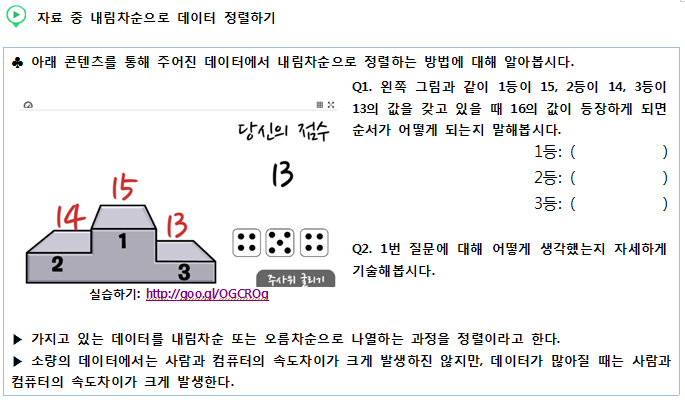 자료 중 내림차순으로 데이터 정렬하기
♣ 아래 콘텐츠를 통해 주어진 데이터에서 내림차순으로 정렬하는 방법에 대해 알아봅시다.
당신의 점수
13
15
14
13
1
2
3
주사위 굴리기
실습하기: http://goo.gl/OGCROq
Q1. 왼쪽 그림과 같이 1등이 15, 2등이 14, 3등이
13의 값을 갖고 있을 때 16의 값이 등장하게 되면
순서가 어떻게 되는지 말해봅시다.
1등: ( )
2등: ( )
3등: ( )
Q2. 1번 질문에 대해 어떻게 생각했는지 자세하게
기술해봅시다.
▶ 가지고 있는 데이터를 내림차순 또는 오름차순으로 나열하는 과정을 정렬이라고 한다.
▶ 소량의 데이터에서는 사람과 컴퓨터의 속도차이가 크게 발생하진 않지만, 데이터가 많아질 때는 사람과
컴퓨터의 속도차이가 크게 발생한다.